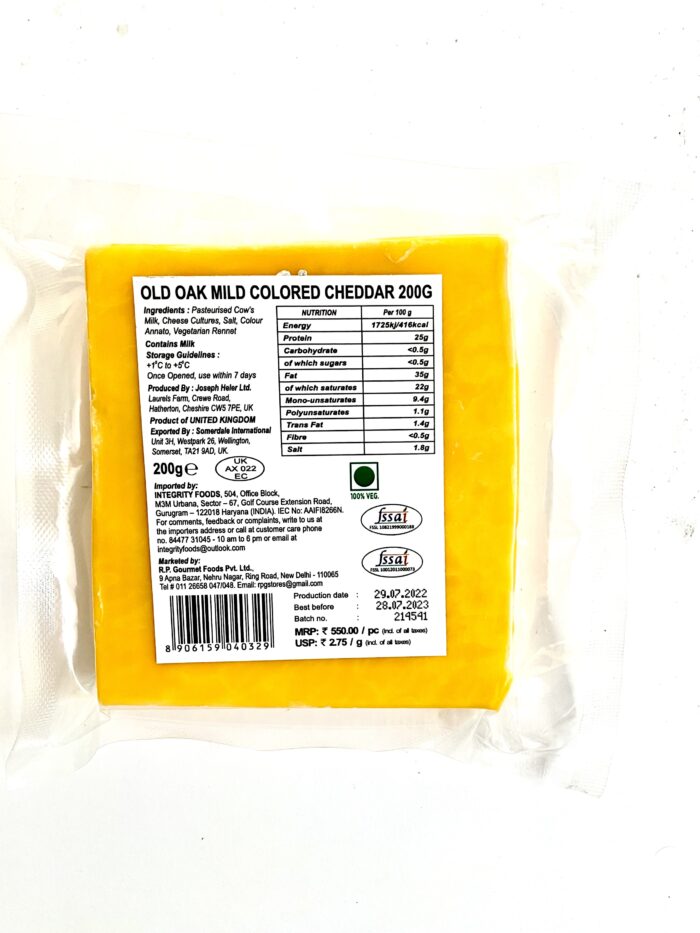 OLD OAK MILD COLORED CHEDDAR 200G
Ingredients : Pasteurised Cow's
Milk, Cheese Cultures, Salt, Colour
Annato, Vegetarian Rennet
Contains Milk
Storage Guidelines :
+1°C to +5°C
Once Opened, use within 7 days
Produced By : Joseph Heler Ltd.
Laurels Farm, Crewe Road,
Hatherton, Cheshire CW5 7PE, UK
Product of UNITED KINGDOM
Exported By : Somerdale International
Unit 3H, Westpark 26, Wellington,
Somerset, TA21 9AD, UK.
NUTRITION Per 100 g
Energy 1725kj/416kcal
Protein 25g
Carbohydrate <0.5g
of which sugars <0.5g
Fat 35g
of which saturates 22g
Mono-unsaturates 9.4g
Polyunsaturates 1.1g
Trans Fat 1.4g
Fibre <0.5g
Salt 1.8g
200g℮
UK
AX 022
EC
100% VEG.
Imported by:
INTEGRITY FOODS, 504, Office Block,
M3M Urbana, Sector – 67, Golf Course Extension Road,
Gurugram – 122018 Haryana (INDIA). IEC No: AAIFI8266N.
For comments, feedback or complaints, write to us at
the importers address or call at customer care phone
no. 84477 31045 - 10 am to 6 pm or email at
integrityfoods@outlook.com
fssai
FSSL 10821999000188
Marketed by:
R.P. Gourmet Foods Pvt. Ltd.,
9 Apna Bazar, Nehru Nagar, Ring Road, New Delhi - 110065
Tel # 011 26658 047/048. Email: rpgstores@gmail.com
fssai
FSSL 10012011000073
Production date : 29.07.2022
Best before : 28.07.2023
Batch no. : 214541
MRP: ₹ 550.00 / pc (incl. of all taxes)
USP: ₹ 2.75 / g (incl. of all taxes)
8 906159 040329